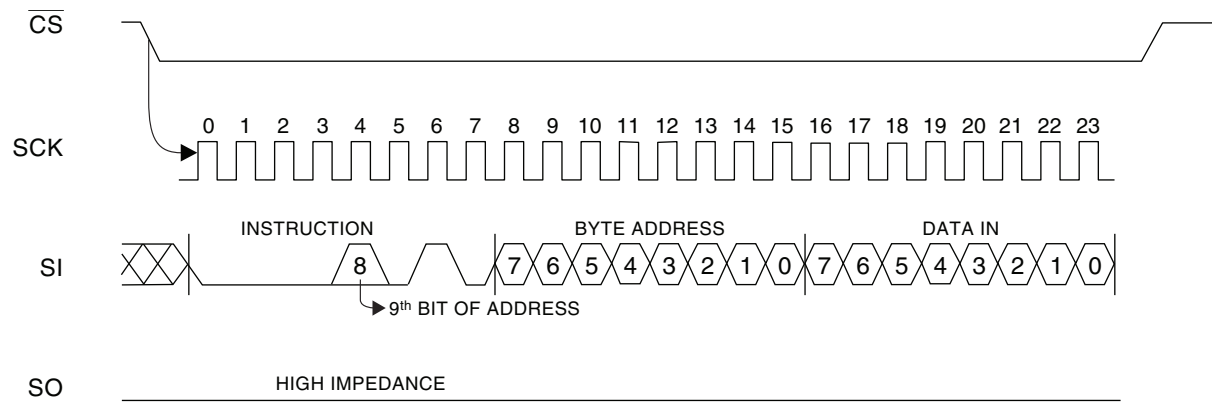 CS
0 1 2 3 4 5 6 7 8 9 10 11 12 13 14 15 16 17 18 19 20 21 22 23
SCK
INSTRUCTION BYTE ADDRESS DATA IN
SI 8 7 6 5 4 3 2 1 0 7 6 5 4 3 2 1 0
9th BIT OF ADDRESS
SO HIGH IMPEDANCE